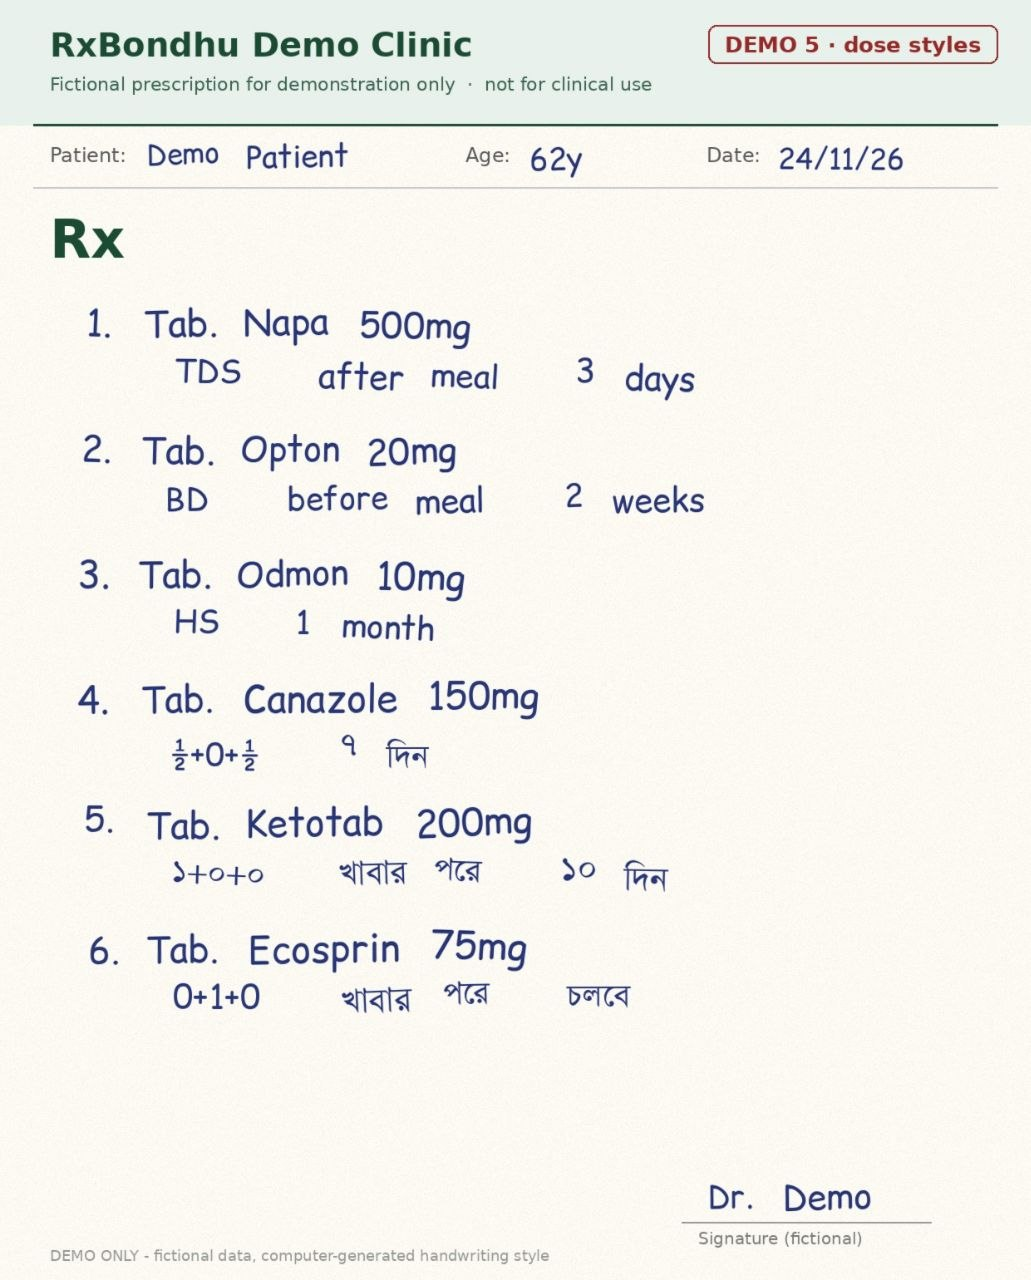 RxBondhu Demo Clinic
DEMO 5 · dose styles
Fictional prescription for demonstration only · not for clinical use
Patient: Demo Patient Age: 62y Date: 24/11/26
Rx
1. Tab. Napa 500mg
TDS after meal 3 days
2. Tab. Opton 20mg
BD before meal 2 weeks
3. Tab. Odmon 10mg
HS 1 month
4. Tab. Canazole 150mg
½+0+½ ৭ দিন
5. Tab. Ketotab 200mg
১+০+০ খাবার পরে ১০ দিন
6. Tab. Ecosprin 75mg
0+1+0 খাবার পরে চলবে
Dr. Demo
Signature (fictional)
DEMO ONLY - fictional data, computer-generated handwriting style